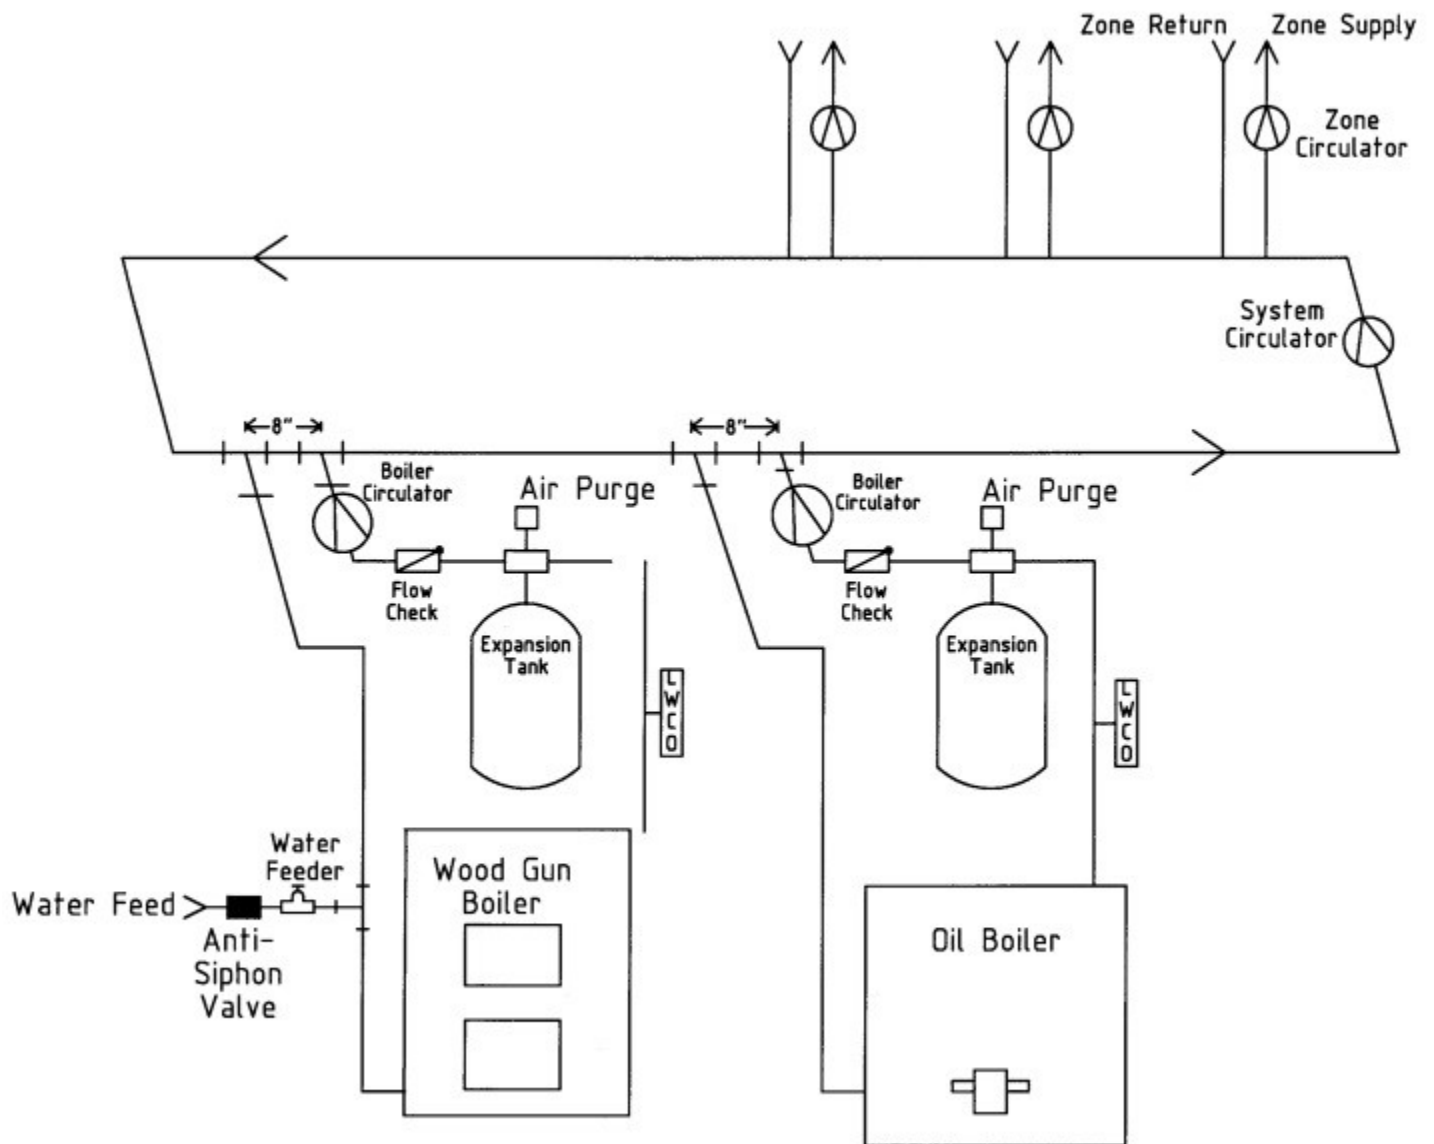 Zone Return
Zone Supply
Zone
Circulator
System
Circulator
8"
8"
Boiler
Circulator
Air Purge
Boiler
Circulator
Air Purge
Flow
Check
Expansion
Tank
LWCO
Flow
Check
Expansion
Tank
LWCO
Water
Feeder
Water Feed
Anti-
Siphon
Valve
Wood Gun
Boiler
Oil Boiler